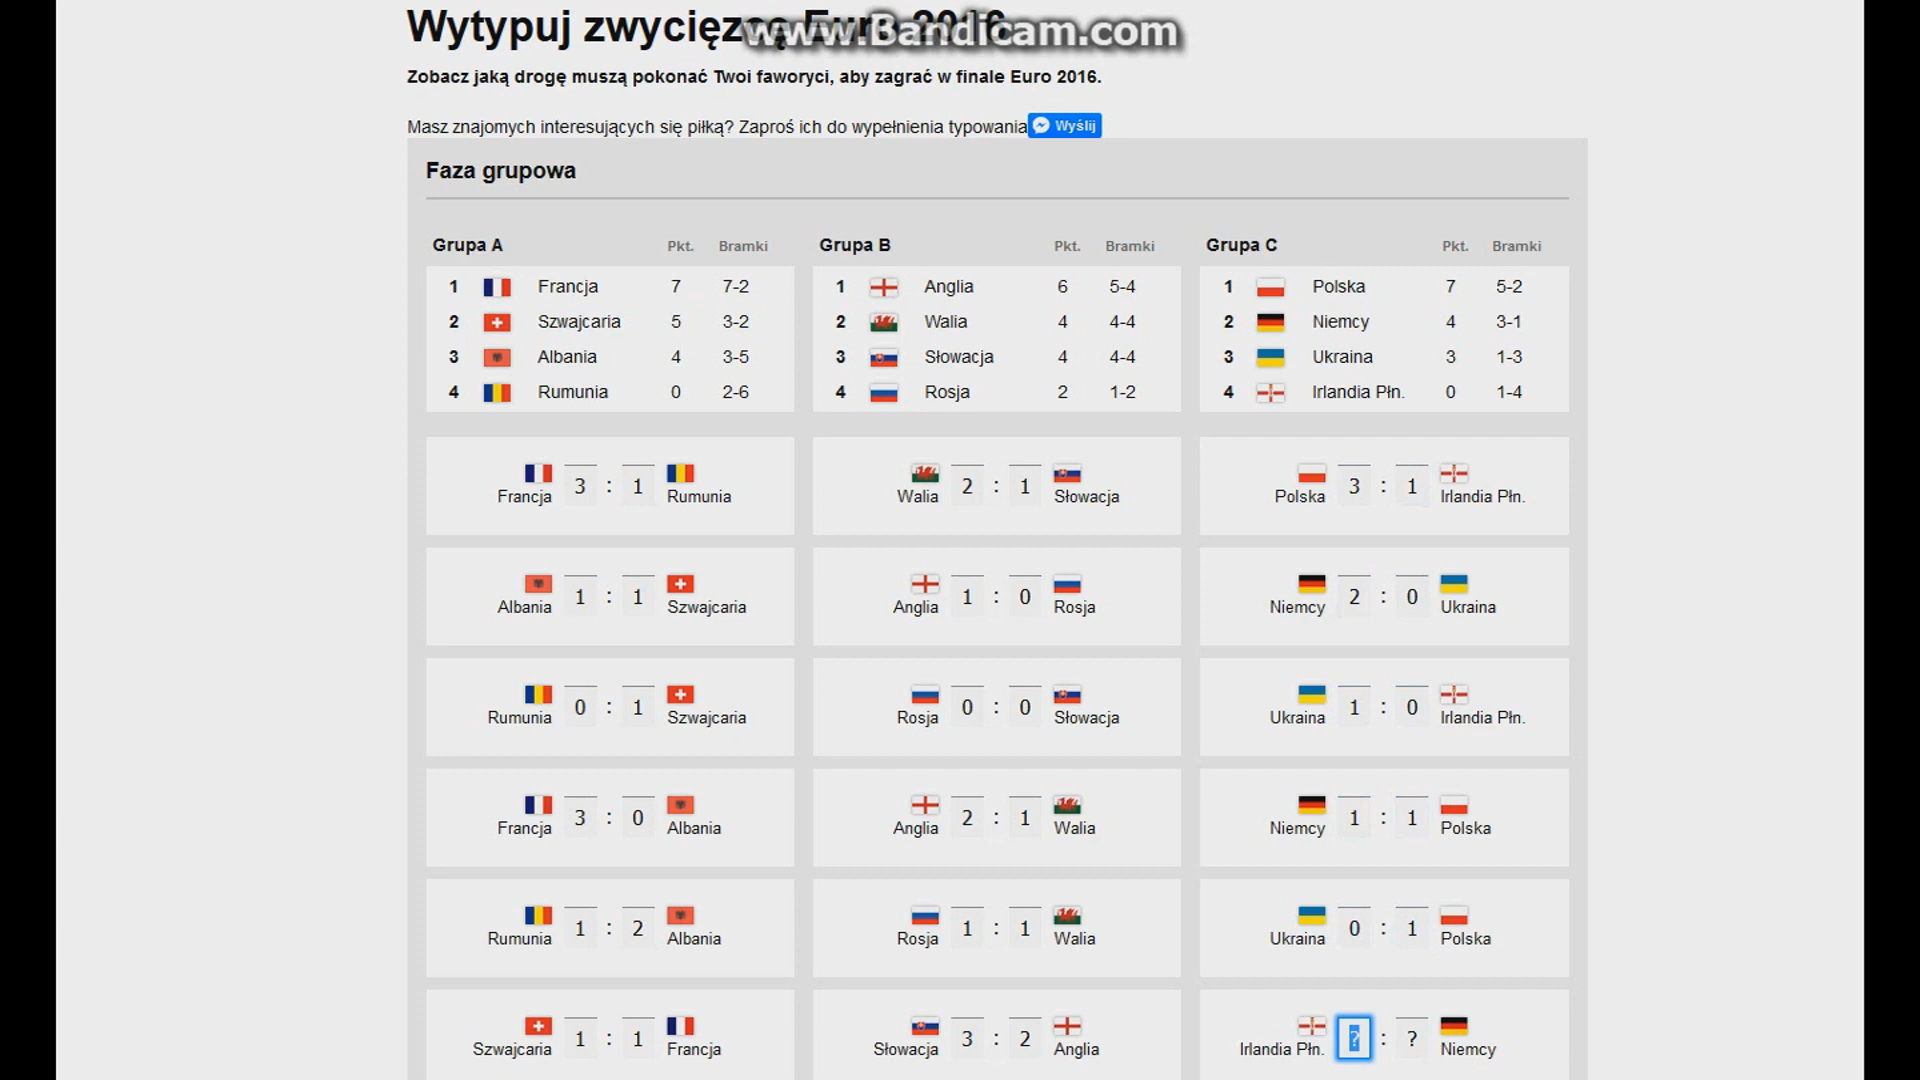 Wytypuj zwycięzcę Euro 2016
www.Bandicam.com
Zobacz jaką drogę muszą pokonać Twoi faworyci, aby zagrać w finale Euro 2016.
Masz znajomych interesujących się piłką? Zaproś ich do wypełnienia typowania Wyślij
Faza grupowa
Grupa A Pkt. Bramki
1 Francja 7 7-2
2 Szwajcaria 5 3-2
3 Albania 4 3-5
4 Rumunia 0 2-6
Francja 3 : 1 Rumunia
Albania 1 : 1 Szwajcaria
Rumunia 0 : 1 Szwajcaria
Francja 3 : 0 Albania
Rumunia 1 : 2 Albania
Szwajcaria 1 : 1 Francja
Grupa B Pkt. Bramki
1 Anglia 6 5-4
2 Walia 4 4-4
3 Słowacja 4 4-4
4 Rosja 2 1-2
Walia 2 : 1 Słowacja
Anglia 1 : 0 Rosja
Rosja 0 : 0 Słowacja
Anglia 2 : 1 Walia
Rosja 1 : 1 Walia
Słowacja 3 : 2 Anglia
Grupa C Pkt. Bramki
1 Polska 7 5-2
2 Niemcy 4 3-1
3 Ukraina 3 1-3
4 Irlandia Płn. 0 1-4
Polska 3 : 1 Irlandia Płn.
Niemcy 2 : 0 Ukraina
Ukraina 1 : 0 Irlandia Płn.
Niemcy 1 : 1 Polska
Ukraina 0 : 1 Polska
Irlandia Płn. ? : ? Niemcy